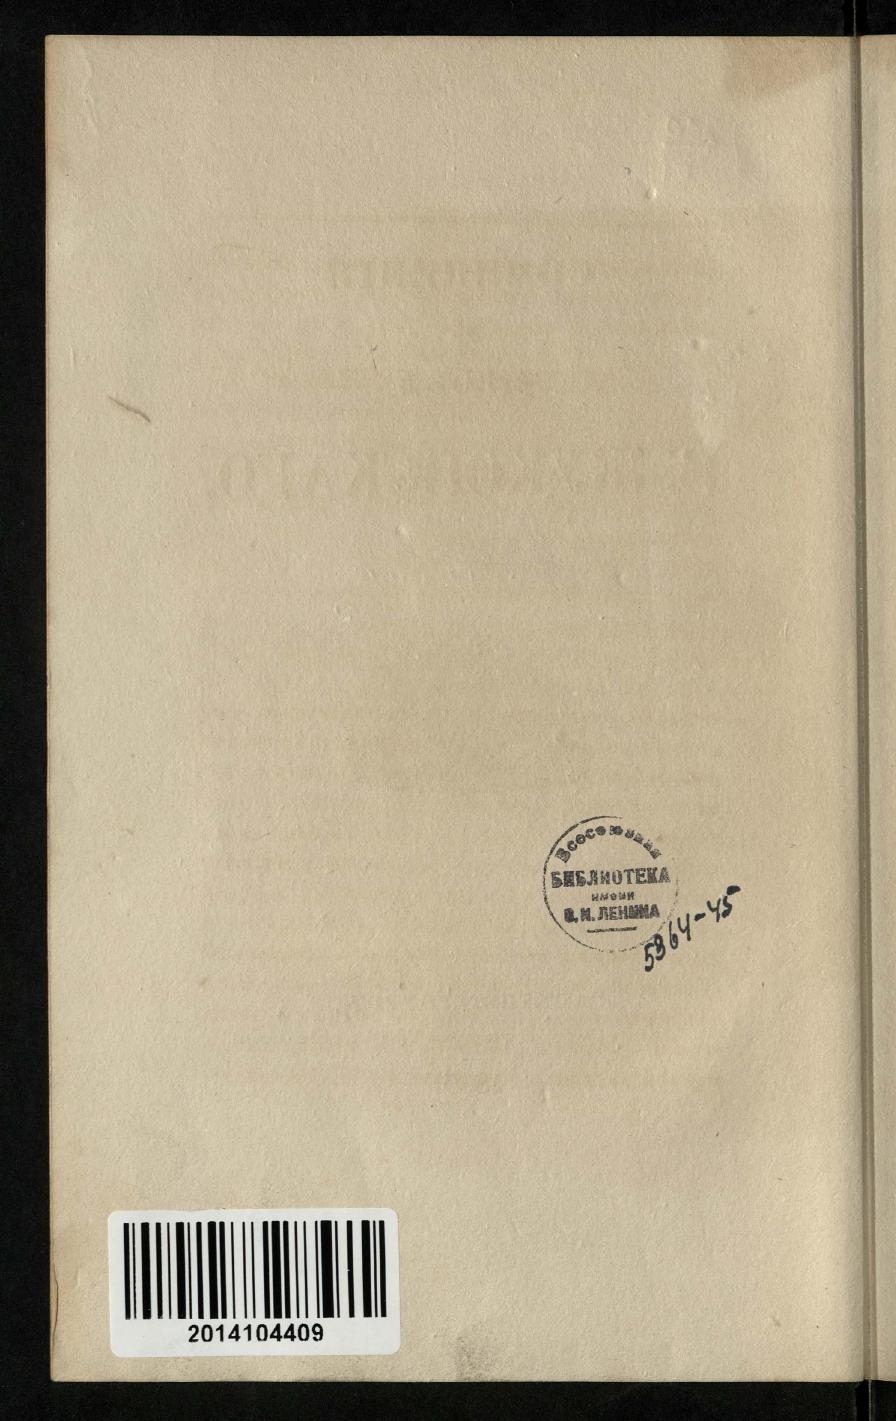 Всесоюзная
БИБЛИОТЕКА
ИМЕНИ
В. И. ЛЕНИНА
5364-45
2014104409